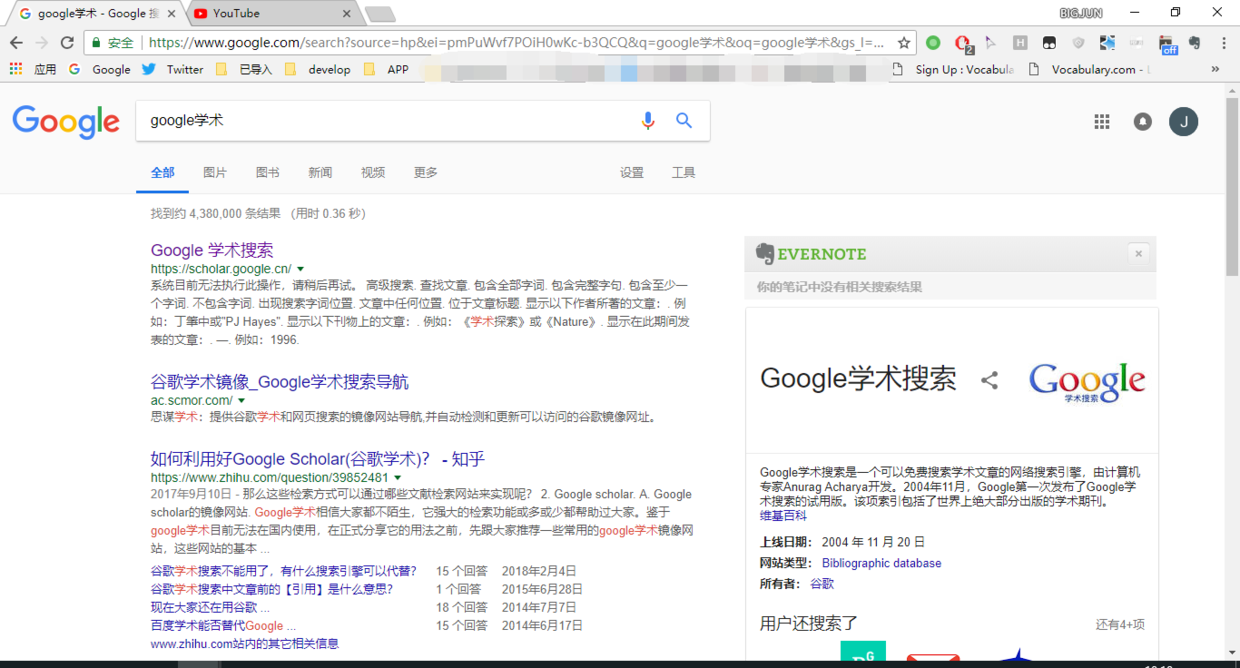 google学术 - Google 搜
YouTube
BIGJUN
安全
https://www.google.com/search?source=hp&ei=pmPuWvf7POiH0wKc-b3QCQ&q=google学术&oq=google学术&gs_l=...
2
off
应用
Google
Twitter
已导入
develop
APP
Sign Up : Vocabula
Vocabulary.com -
»
Google
google学术
J
全部
图片
图书
新闻
视频
更多
设置
工具
找到约 4,380,000 条结果 （用时 0.36 秒）
Google 学术搜索
https://scholar.google.cn/
系统目前无法执行此操作，请稍后再试。 高级搜索. 查找文章. 包含全部字词. 包含完整字句. 包含至少一
个字词. 不包含字词. 出现搜索字词位置. 文章中任何位置. 位于文章标题. 显示以下作者所著的文章：. 例
如：丁肇中或"PJ Hayes". 显示以下刊物上的文章：. 例如：《学术探索》或《Nature》. 显示在此期间发
表的文章：. —. 例如：1996.
谷歌学术镜像_Google学术搜索导航
ac.scmor.com/
思谋学术：提供谷歌学术和网页搜索的镜像网站导航,并自动检测和更新可以访问的谷歌镜像网址。
如何利用好Google Scholar(谷歌学术)？ - 知乎
https://www.zhihu.com/question/39852481
2017年9月10日 - 那么这些检索方式可以通过哪些文献检索网站来实现呢？ 2. Google scholar. A. Google
scholar的镜像网站. Google学术相信大家都不陌生，它强大的检索功能或多或少都帮助过大家。鉴于
google学术目前无法在国内使用，在正式分享它的用法之前，先跟大家推荐一些常用的google学术镜像网
站，这些网站的基本 ...
谷歌学术搜索不能用了，有什么搜索引擎可以代替？ 15 个回答 2018年2月4日
谷歌学术搜索中文章前的【引用】是什么意思？ 1 个回答 2015年6月28日
现在大家还在用谷歌 ... 18 个回答 2014年7月7日
百度学术能否替代Google ... 15 个回答 2014年6月17日
www.zhihu.com站内的其它相关信息
EVERNOTE
×
你的笔记中没有相关搜索结果
Google学术搜索
Google
学术搜索
Google学术搜索是一个可以免费搜索学术文章的网络搜索引擎，由计算机
专家Anurag Acharya开发。2004年11月，Google第一次发布了Google学
术搜索的试用版。该项索引包括了世界上绝大部分出版的学术期刊。
维基百科
上线日期： 2004 年 11 月 20 日
网站类型： Bibliographic database
所有者： 谷歌
用户还搜索了
还有4+项